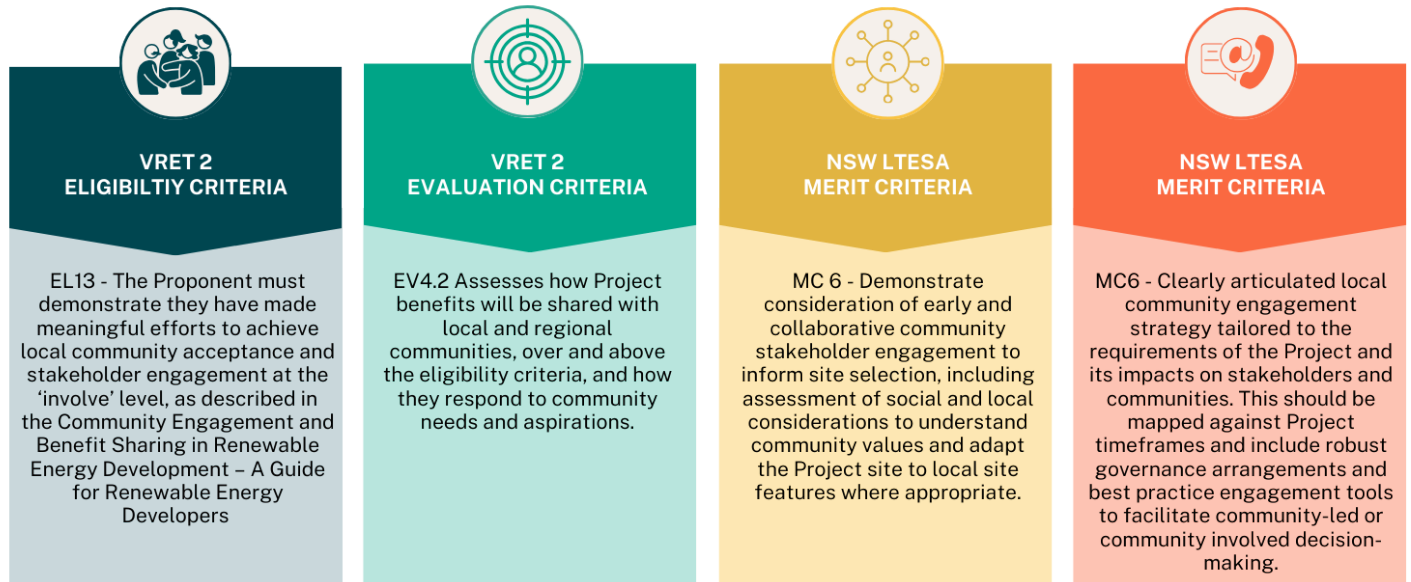 VRET 2
ELIGIBILTIY CRITERIA
EL13 - The Proponent must
demonstrate they have made
meaningful efforts to achieve
local community acceptance and
stakeholder engagement at the
‘involve’ level, as described in
the Community Engagement and
Benefit Sharing in Renewable
Energy Development – A Guide
for Renewable Energy
Developers
VRET 2
EVALUATION CRITERIA
EV4.2 Assesses how Project
benefits will be shared with
local and regional
communities, over and above
the eligibility criteria, and how
they respond to community
needs and aspirations.
NSW LTESA
MERIT CRITERIA
MC 6 - Demonstrate
consideration of early and
collaborative community
stakeholder engagement to
inform site selection, including
assessment of social and local
considerations to understand
community values and adapt
the Project site to local site
features where appropriate.
@
NSW LTESA
MERIT CRITERIA
MC6 - Clearly articulated local
community engagement
strategy tailored to the
requirements of the Project and
its impacts on stakeholders and
communities. This should be
mapped against Project
timeframes and include robust
governance arrangements and
best practice engagement tools
to facilitate community-led or
community involved decision-
making.